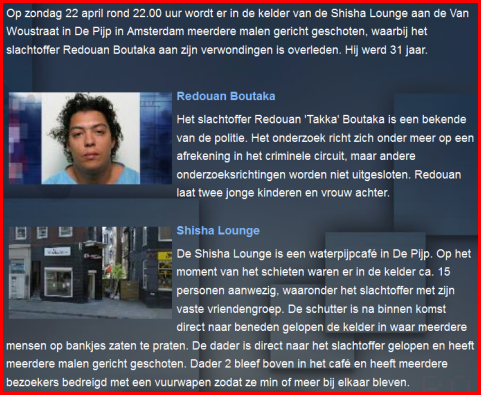 Op zondag 22 april rond 22.00 uur wordt er in de kelder van de Shisha Lounge aan de Van
Woustraat in De Pijp in Amsterdam meerdere malen gericht geschoten, waarbij het
slachtoffer Redouan Boutaka aan zijn verwondingen is overleden. Hij werd 31 jaar.
Redouan Boutaka
Het slachtoffer Redouan 'Takka' Boutaka is een bekende
van de politie. Het onderzoek richt zich onder meer op een
afrekening in het criminele circuit, maar andere
onderzoeksrichtingen worden niet uitgesloten. Redouan
laat twee jonge kinderen en vrouw achter.
Shisha Lounge
De Shisha Lounge is een waterpijpcafé in De Pijp. Op het
moment van het schieten waren er in de kelder ca. 15
personen aanwezig, waaronder het slachtoffer met zijn
vaste vriendengroep. De schutter is na binnen komst
direct naar beneden gelopen de kelder in waar meerdere
mensen op bankjes zaten te praten. De dader is direct naar het slachtoffer gelopen en heeft
meerdere malen gericht geschoten. Dader 2 bleef boven in het café en heeft meerdere
bezoekers bedreigd met een vuurwapen zodat ze min of meer bij elkaar bleven.